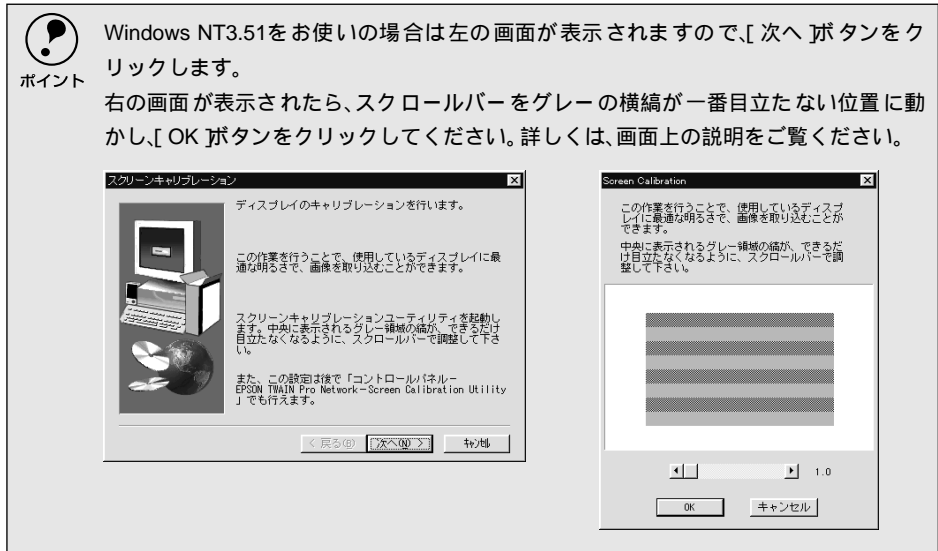 Windows NT3.51をお使いの場合は左の画面が表示されますので、[次へ]ボタンをク
リックします。
ポイント
右の画面が表示されたら、スクロールバーをグレーの横縞が一番目立たない位置に動
かし、[OK]ボタンをクリックしてください。詳しくは、画面上の説明をご覧ください。
スクリーンキャリブレーション
ディスプレイのキャリブレーションを行います。
この作業を行うことで、使用しているディスプレイに最
適な明るさで、画像を取り込むことができます。
スクリーンキャリブレーションユーティリティを起動し
ます。中央に表示されるグレー領域の縞が、できるだけ
目立たなくなるように、スクロールバーで調整して下さ
い。
また、この設定は後で「コントロールパネルー
EPSON TWAIN Pro Network－Screen Calibration Utility
」でも行えます。
< 戻る(B)
次へ(N) >
キャンセル
Screen Calibration
この作業を行うことで、使用しているディスプ
レイに最適な明るさで、画像を取り込むことが
できます。
中央に表示されるグレー領域の縞が、できるだ
け目立たなくなるように、スクロールバーで調
整して下さい。
1.0
OK
キャンセル